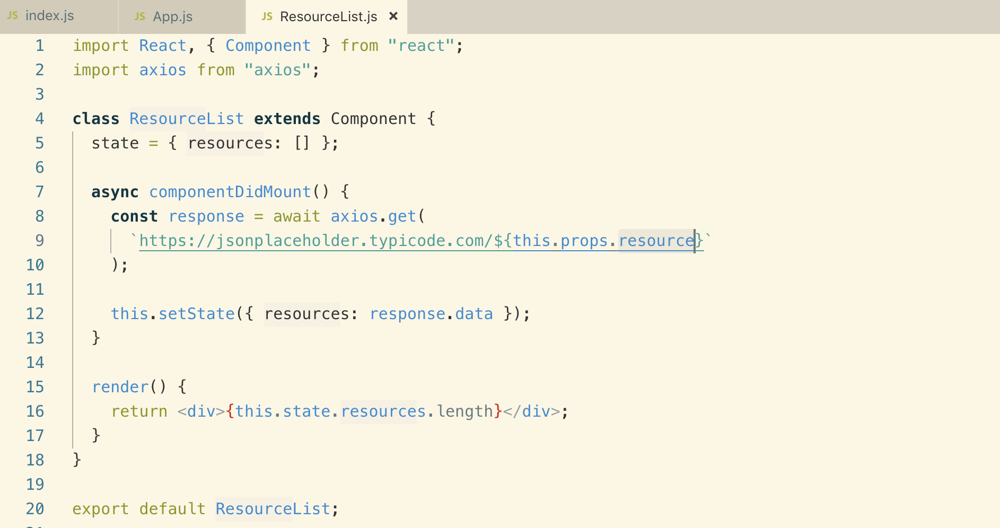 JS index.js JS App.js JS ResourceList.js ×
1 import React, { Component } from "react";
2 import axios from "axios";
3
4 class ResourceList extends Component {
5   state = { resources: [] };
6
7   async componentDidMount() {
8     const response = await axios.get(
9       `https://jsonplaceholder.typicode.com/${this.props.resource}`
10     );
11
12     this.setState({ resources: response.data });
13   }
14
15   render() {
16     return <div>{this.state.resources.length}</div>;
17   }
18 }
19
20 export default ResourceList;